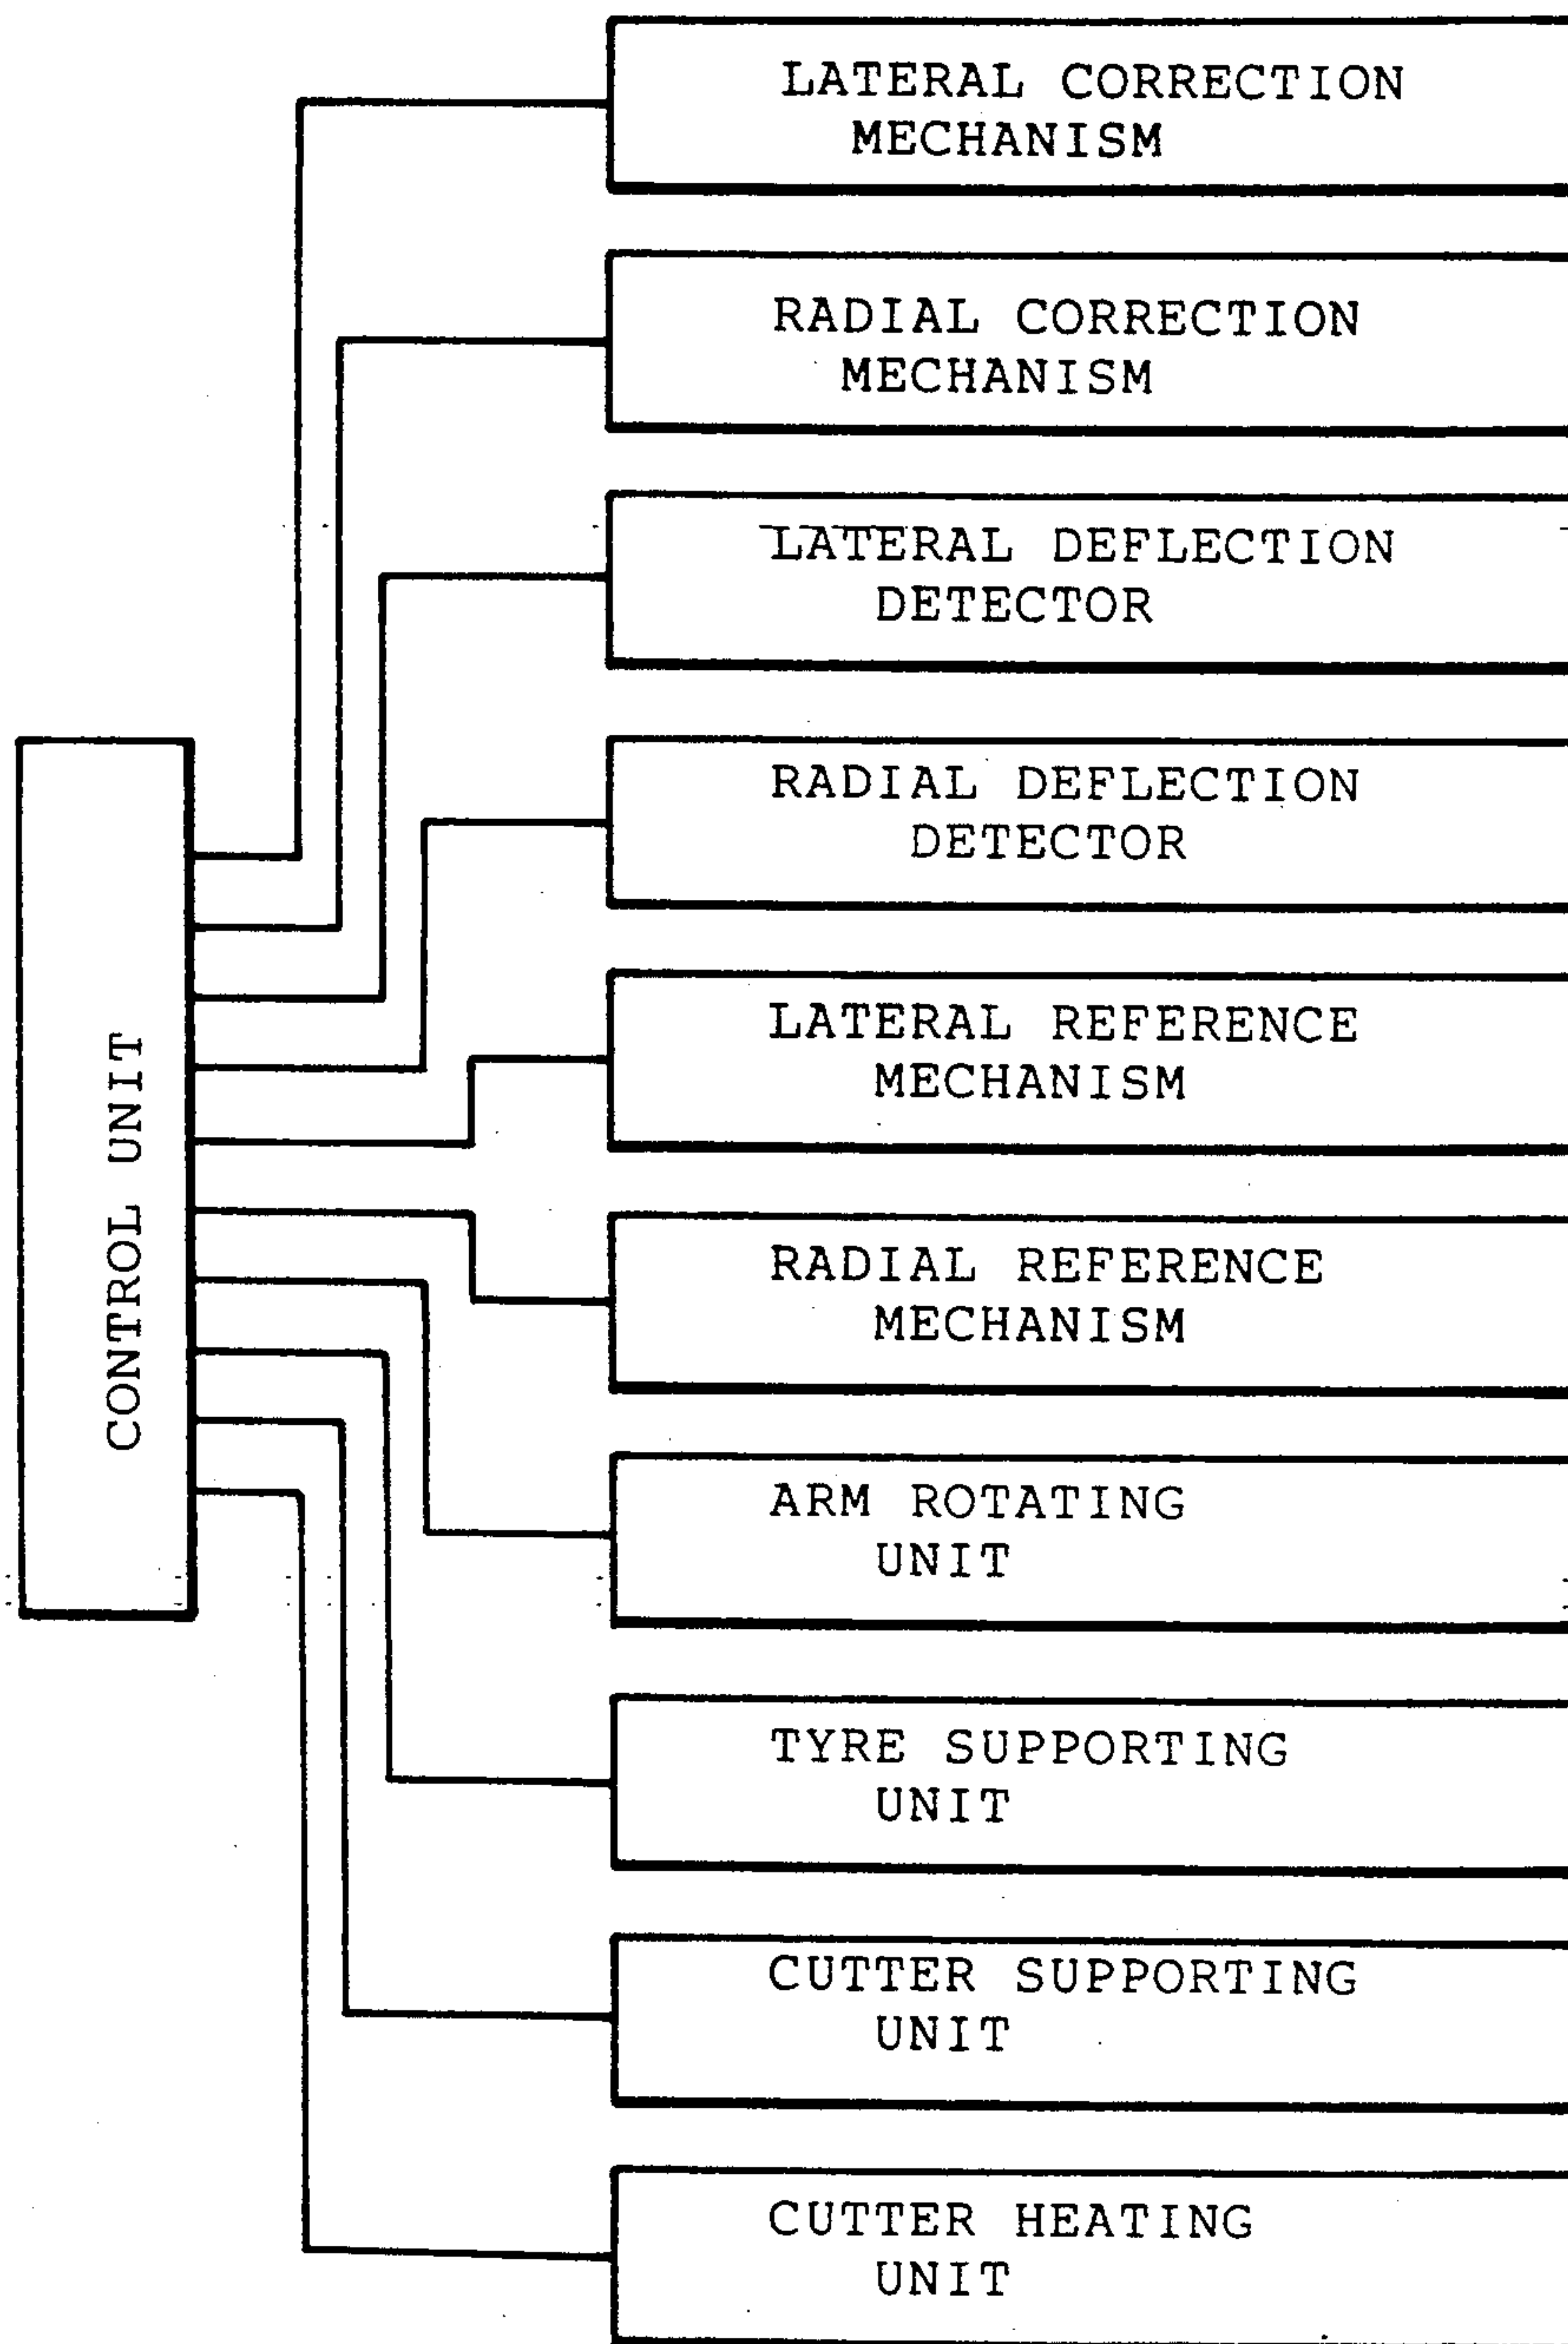 LATERAL CORRECTION
MECHANISM
RADIAL CORRECTION
MECHANISM
LATERAL DEFLECTION
DETECTOR
RADIAL DEFLECTION
DETECTOR
LATERAL REFERENCE
MECHANISM
RADIAL REFERENCE
MECHANISM
ARM ROTATING
UNIT
TYRE SUPPORTING
UNIT
CUTTER SUPPORTING
UNIT
CUTTER HEATING
UNIT
CONTROL UNIT